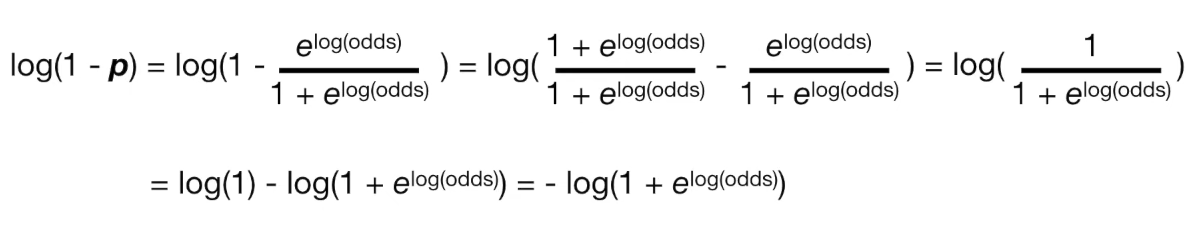 log(1 - p) = log(1 - e^log(odds) / 1 + e^log(odds) ) = log( 1 + e^log(odds) / 1 + e^log(odds) - e^log(odds) / 1 + e^log(odds) ) = log( 1 / 1 + e^log(odds) )
= log(1) - log(1 + e^log(odds)) = - log(1 + e^log(odds))